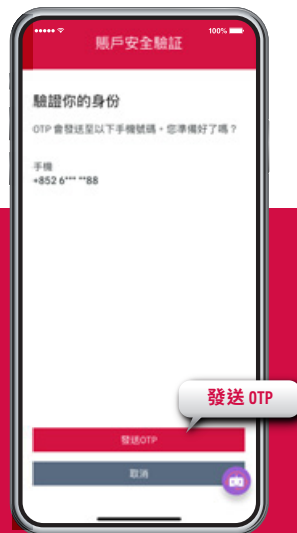 100%
賬戶安全驗証
驗證你的身份
OTP 會發送至以下手機號碼，您準備好了嗎？
手機
+852 6*** **88
發送 OTP
發送OTP
取消